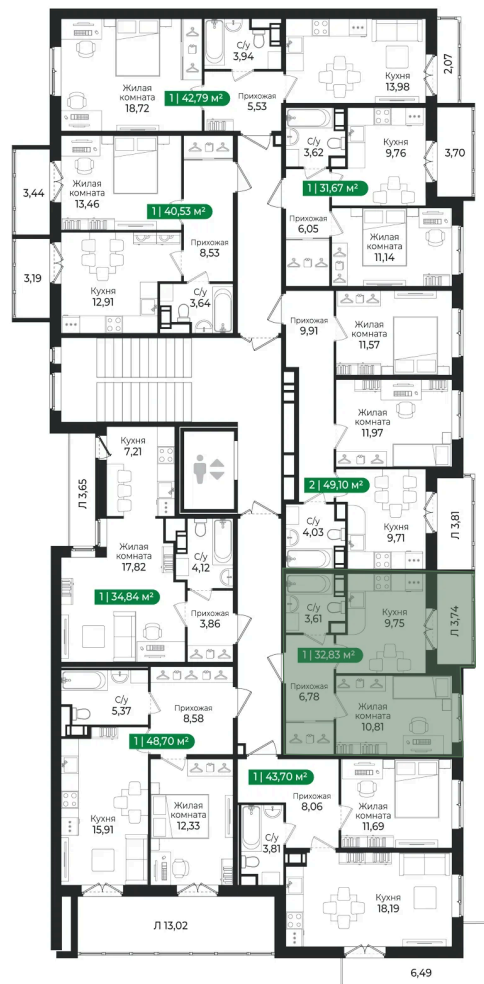 С/у
3,94
Жилая
комната
18,72
1 | 42,79 м²
Прихожая
5,53
Кухня
13,98
2,07
С/у
3,62
Кухня
9,76
3,70
3,44
Жилая
комната
13,46
1 | 40,53 м²
1 | 31,67 м²
Прихожая
6,05
Жилая
комната
11,14
3,19
Кухня
12,91
Прихожая
8,53
С/у
3,64
Прихожая
9,91
Жилая
комната
11,57
Жилая
комната
11,97
Кухня
7,21
Л 3,65
2 | 49,10 м²
С/у
4,03
Кухня
9,71
Л 3,81
Жилая
комната
17,82
С/у
4,12
1 | 34,84 м²
Прихожая
3,86
С/у
3,61
Кухня
9,75
Л 3,74
1 | 32,83 м²
Прихожая
6,78
Жилая
комната
10,81
С/у
5,37
Прихожая
8,58
1 | 48,70 м²
1 | 43,70 м²
Прихожая
8,06
Жилая
комната
11,69
Кухня
15,91
Жилая
комната
12,33
С/у
3,81
Кухня
18,19
Л 13,02
6,49